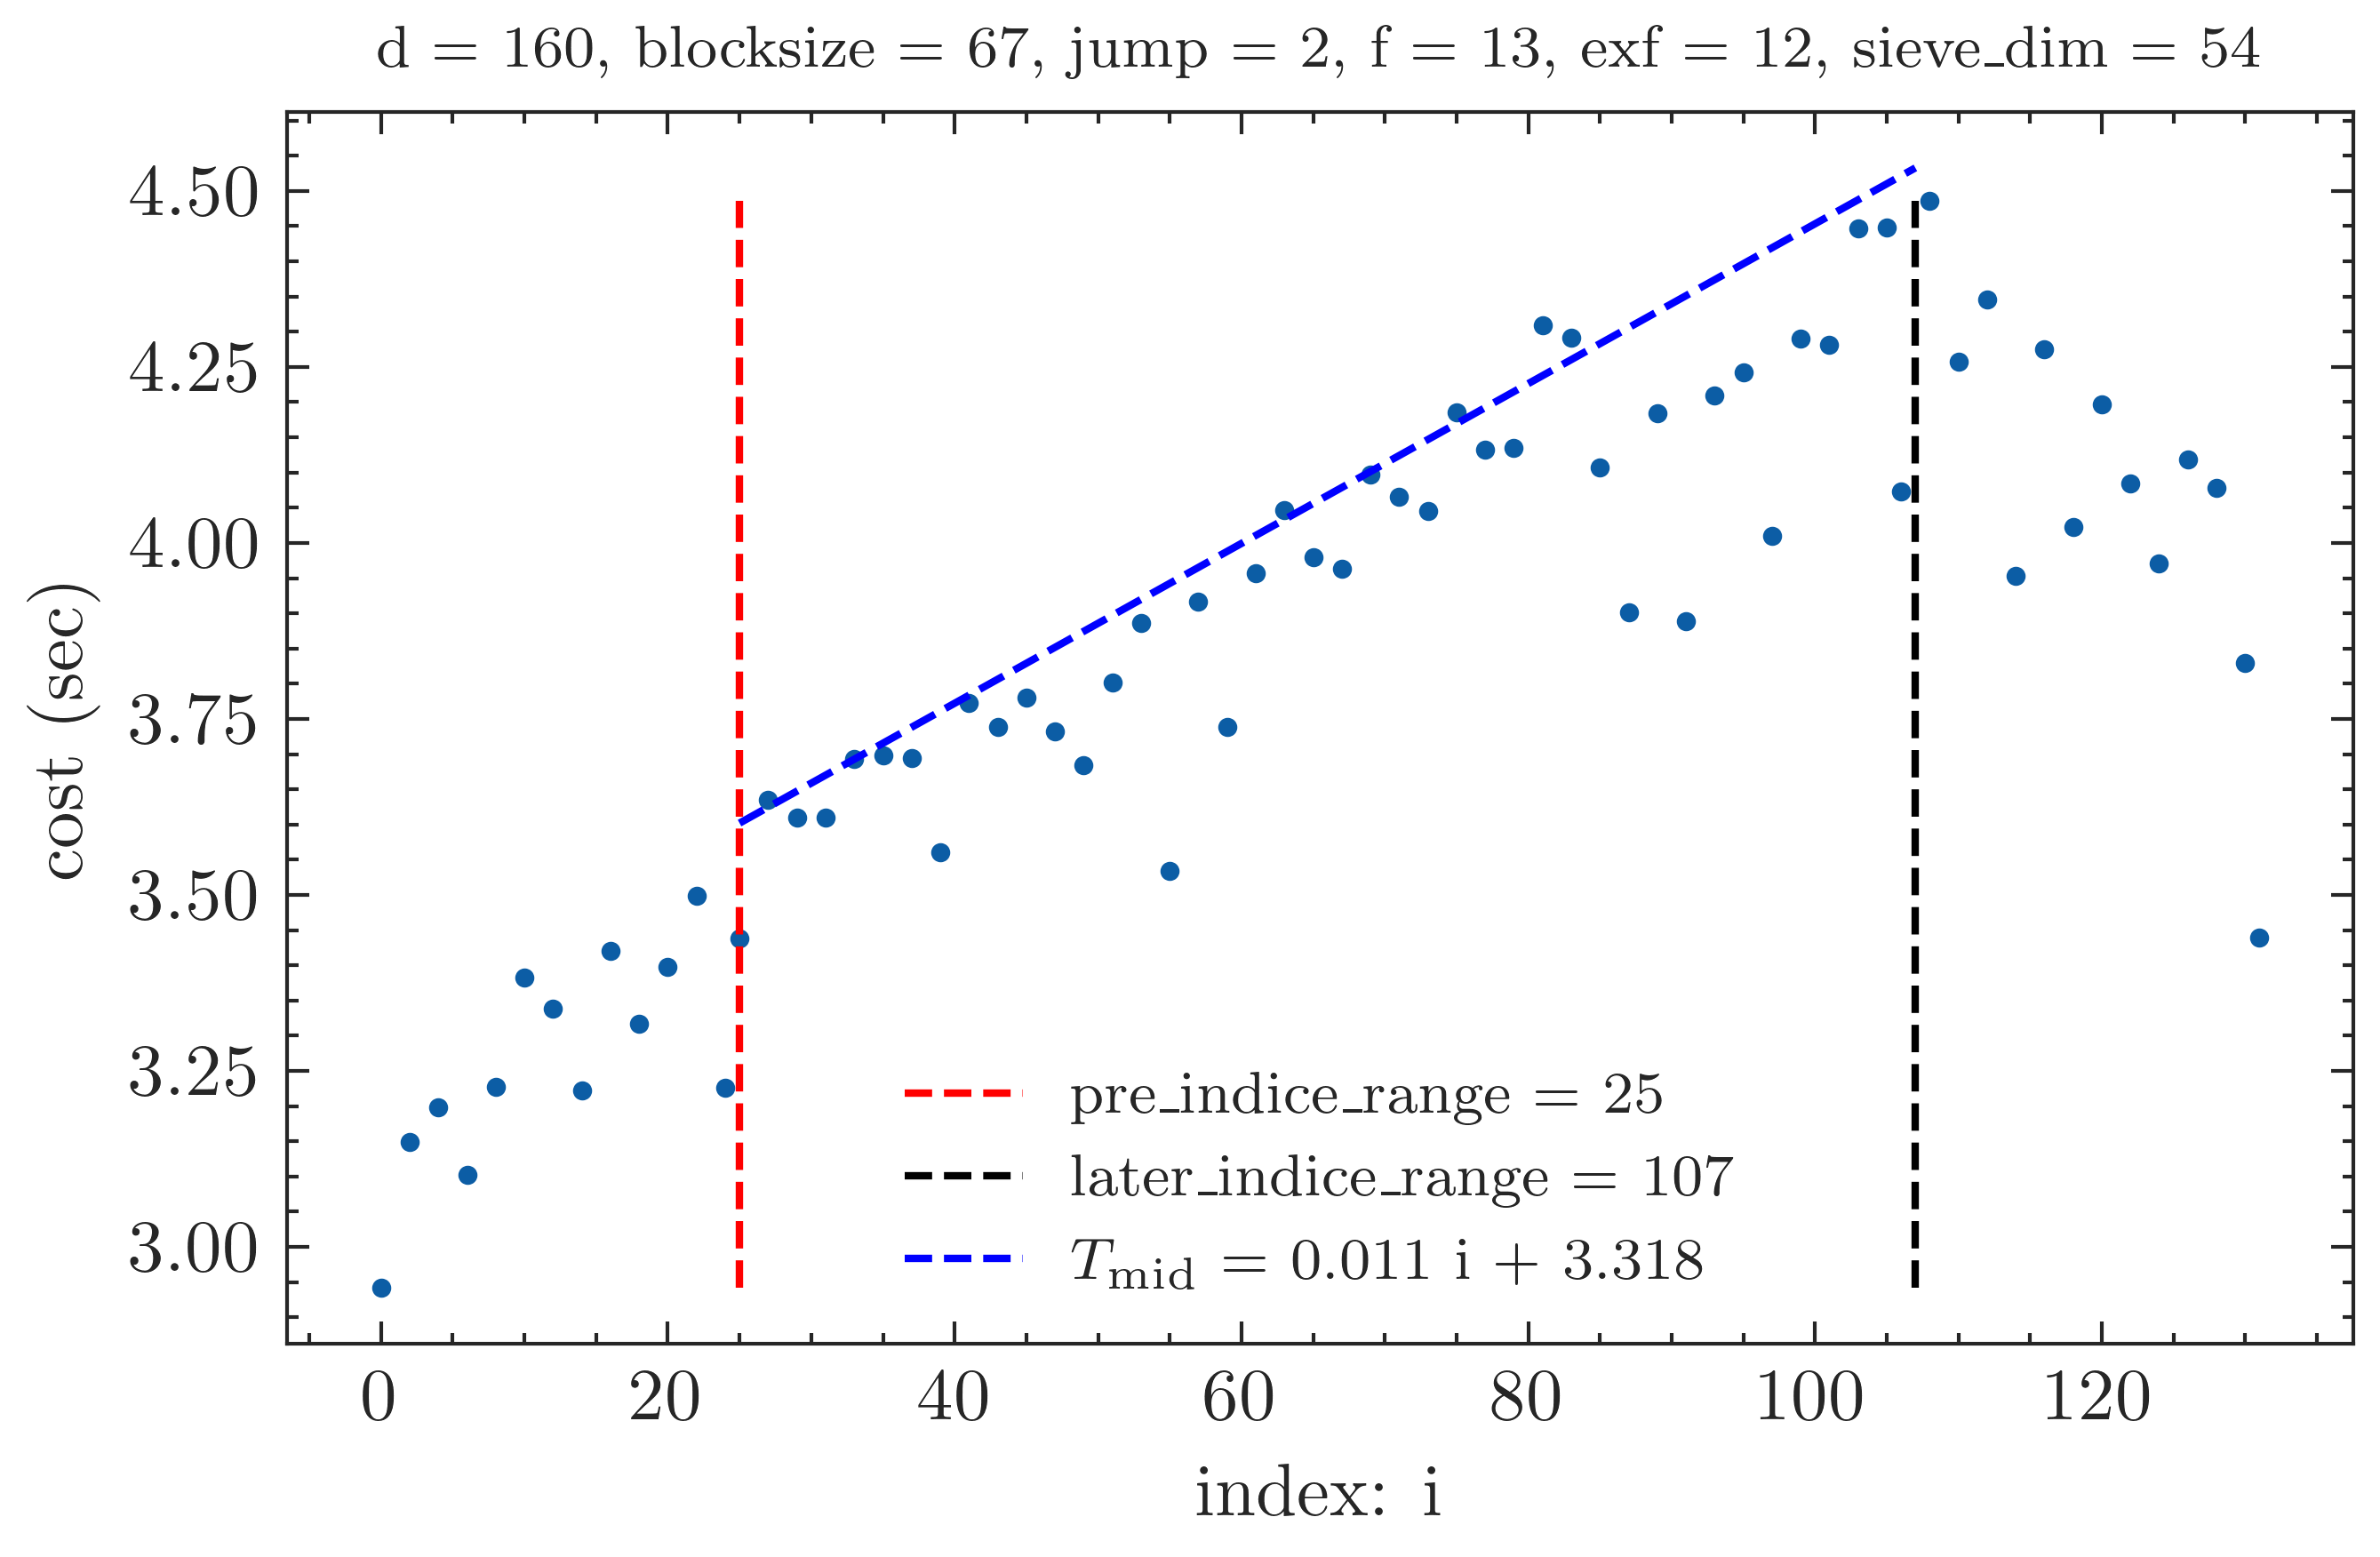 d = 160, blocksize = 67, jump = 2, f = 13, exf = 12, sieve_dim = 54
4.50
4.25
4.00
3.75
3.50
3.25
3.00
cost (sec)
pre_indice_range = 25
later_indice_range = 107
T_mid = 0.011 i + 3.318
0 20 40 60 80 100 120
index: i